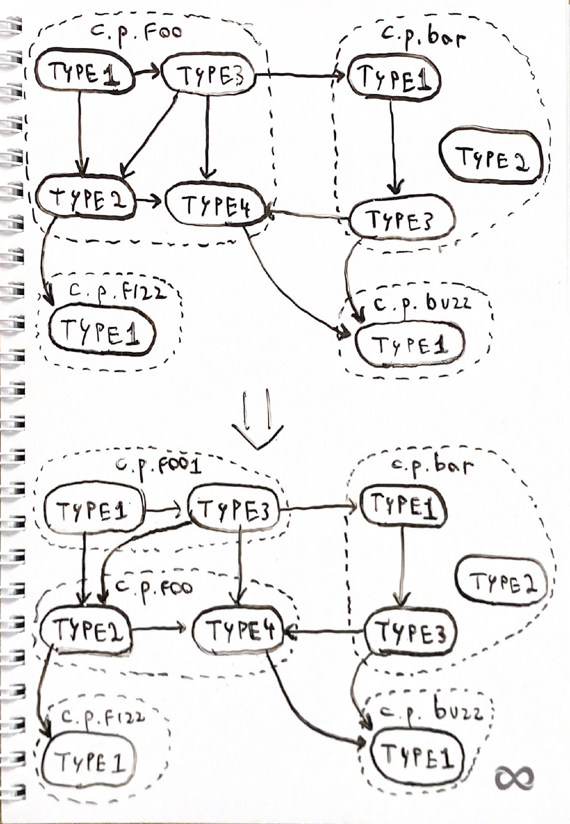 c.p.Foo
c.p.bar
TYPE1
TYPE3
TYPE1
TYPE2
TYPE2
TYPE4
TYPE3
c.p.FIZZ
c.p.buzz
TYPE1
TYPE1
c.p.FOO1
c.p.bar
TYPE1
TYPE3
TYPE1
TYPE2
c.p.FOO
TYPE2
TYPE4
TYPE3
c.p.FIZZ
c.p. buzz
TYPE1
TYPE1